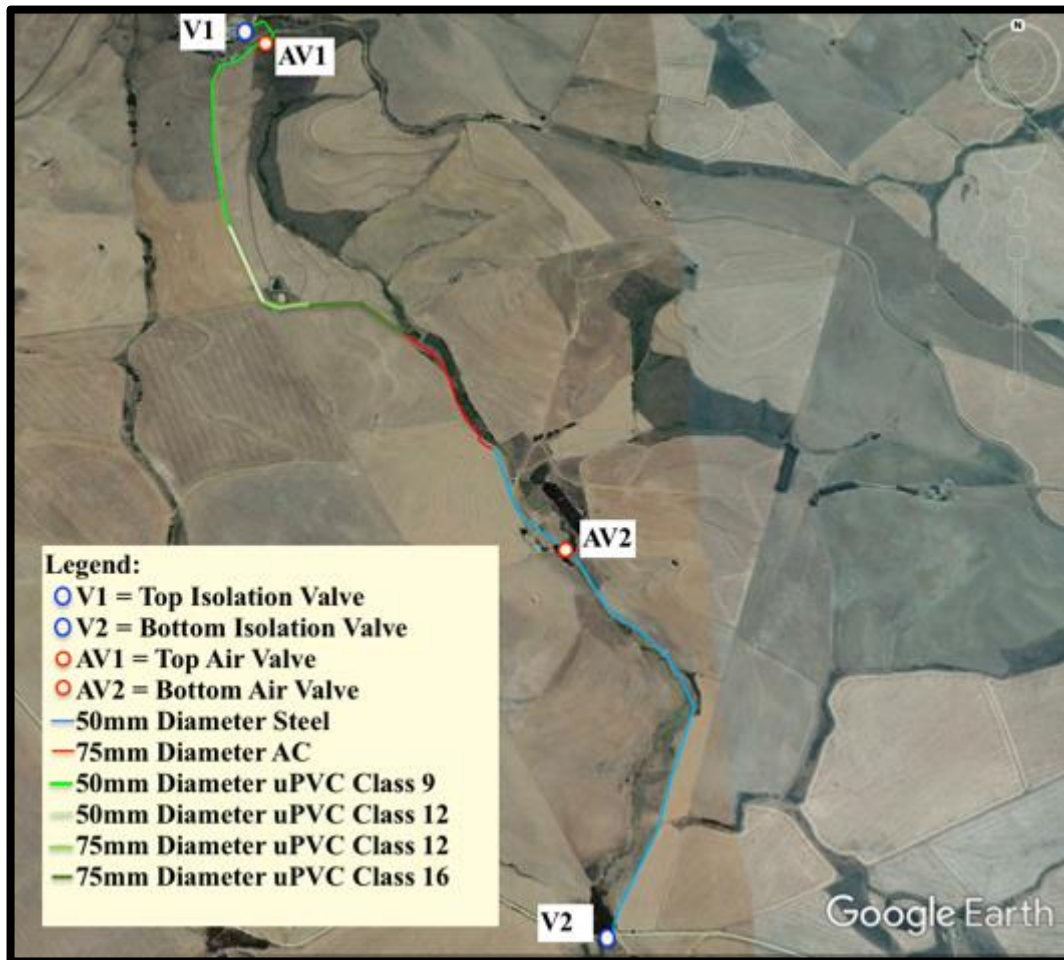 N
V1
AV1
AV2
Legend:
V1 = Top Isolation Valve
V2 = Bottom Isolation Valve
AV1 = Top Air Valve
AV2 = Bottom Air Valve
50mm Diameter Steel
75mm Diameter AC
50mm Diameter uPVC Class 9
50mm Diameter uPVC Class 12
75mm Diameter uPVC Class 12
75mm Diameter uPVC Class 16
V2
Google Earth